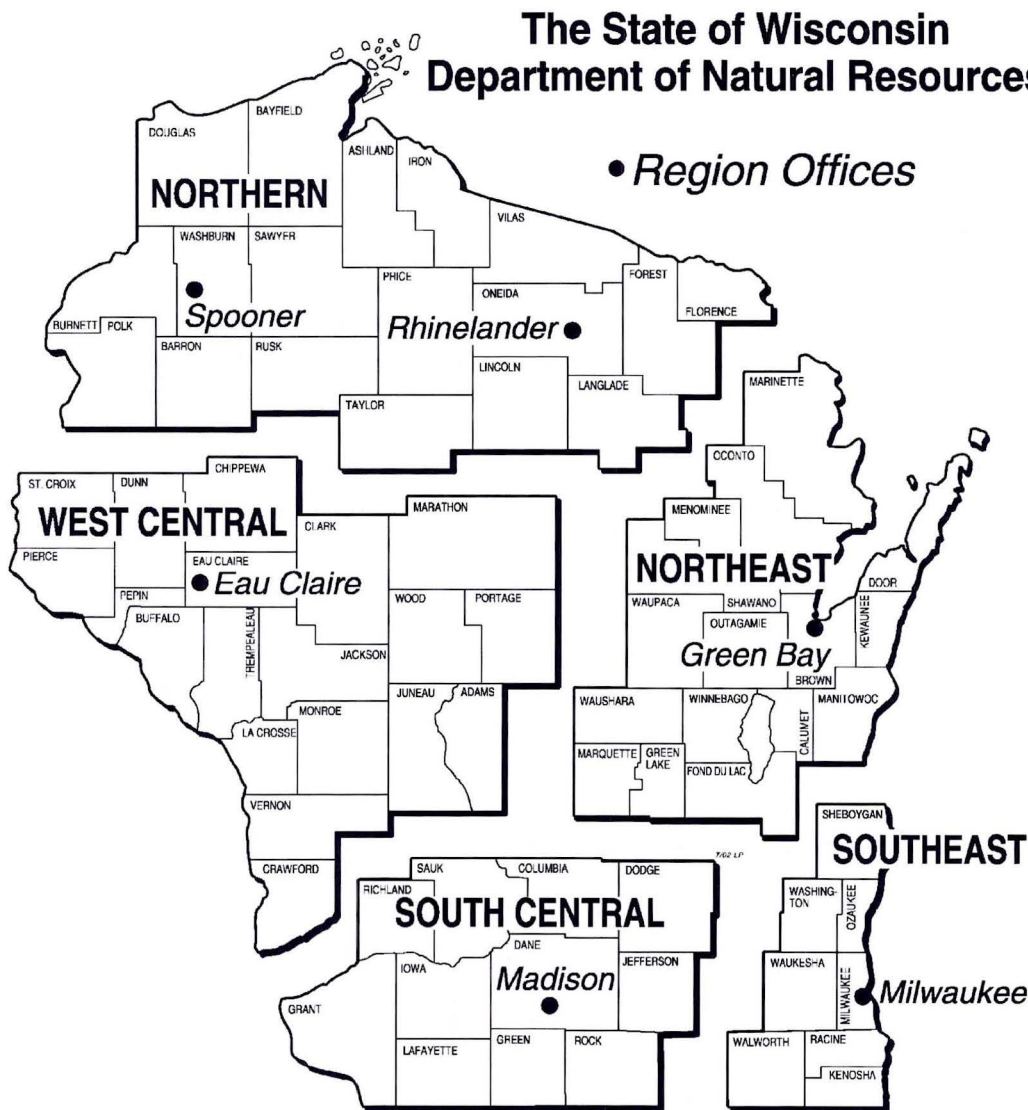 The State of Wisconsin
Department of Natural Resources
• Region Offices
BAYFIELD
DOUGLAS
ASHLAND
IRON
NORTHERN
VILAS
WASHBURN
SAWYER
PRICE
FOREST
ONEIDA
FLORENCE
Spooner
Rhinelander
BURNETT
POLK
BARRON
RUSK
LINCOLN
LANGLADE
TAYLOR
MARINETTE
OCONTO
CHIPPEWA
ST. CROIX
DUNN
MARATHON
MENOMINEE
WEST CENTRAL
CLARK
PIERCE
EAU CLAIRE
Eau Claire
NORTHEAST
DOOR
PEPIN
WOOD
PORTAGE
WAUPACA
SHAWANO
BUFFALO
TREMPEALEAU
OUTAGAMIE
KEWAUNEE
JACKSON
Green Bay
BROWN
JUNEAU
ADAMS
WAUSHARA
WINNEBAGO
CALUMET
MANITOWOC
MONROE
LA CROSSE
MARQUETTE
GREEN
LAKE
FOND DU LAC
VERNON
SHEBOYGAN
CRAWFORD
7/02 LP
SOUTHEAST
SAUK
COLUMBIA
DODGE
RICHLAND
WASHING-
TON
OZAUKEE
SOUTH CENTRAL
DANE
IOWA
JEFFERSON
WAUKESHA
MILWAUKEE
Madison
Milwaukee
GRANT
LAFAYETTE
GREEN
ROCK
WALWORTH
RACINE
KENOSHA